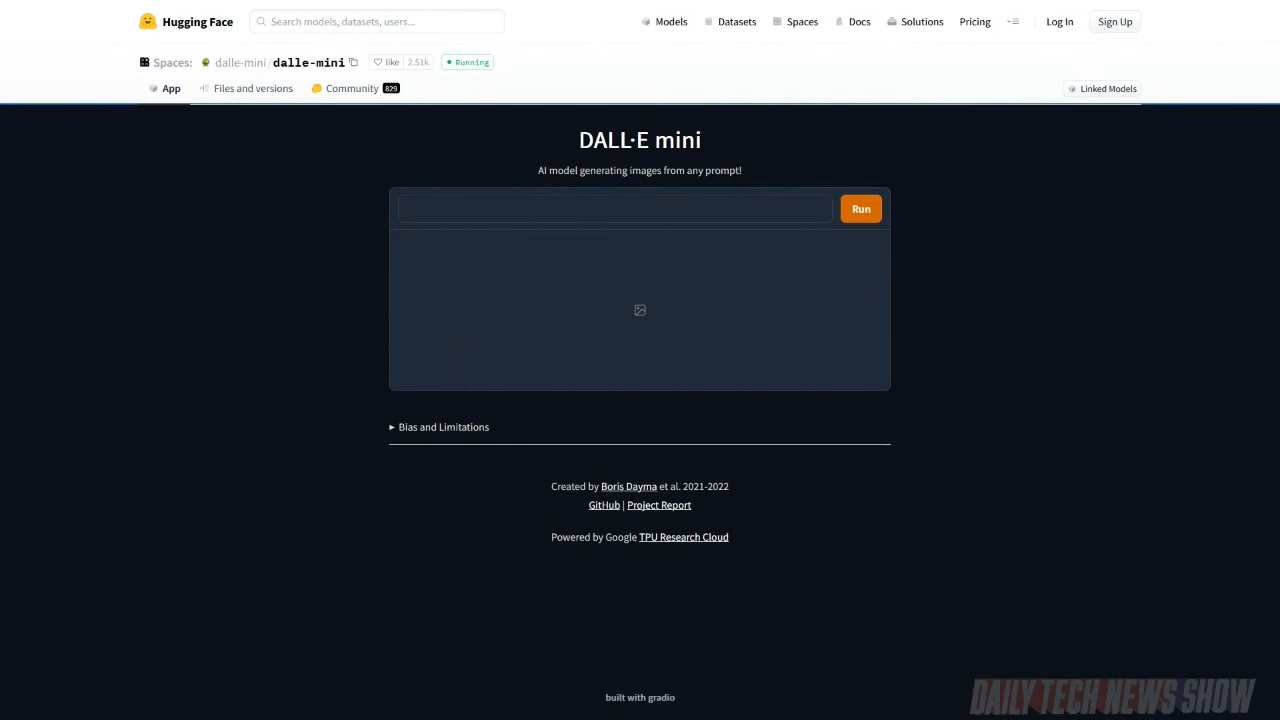 Hugging Face
Search models, datasets, users...
Models
Datasets
Spaces
Docs
Solutions
Pricing
Log In
Sign Up
Spaces: dalle-mini/dalle-mini like 2.51k Running
App
Files and versions
Community 829
Linked Models
DALL·E mini
AI model generating images from any prompt!
Run
Bias and Limitations
Created by Boris Dayma et al. 2021-2022
GitHub | Project Report
Powered by Google TPU Research Cloud
built with gradio
DAILY TECH NEWS SHOW